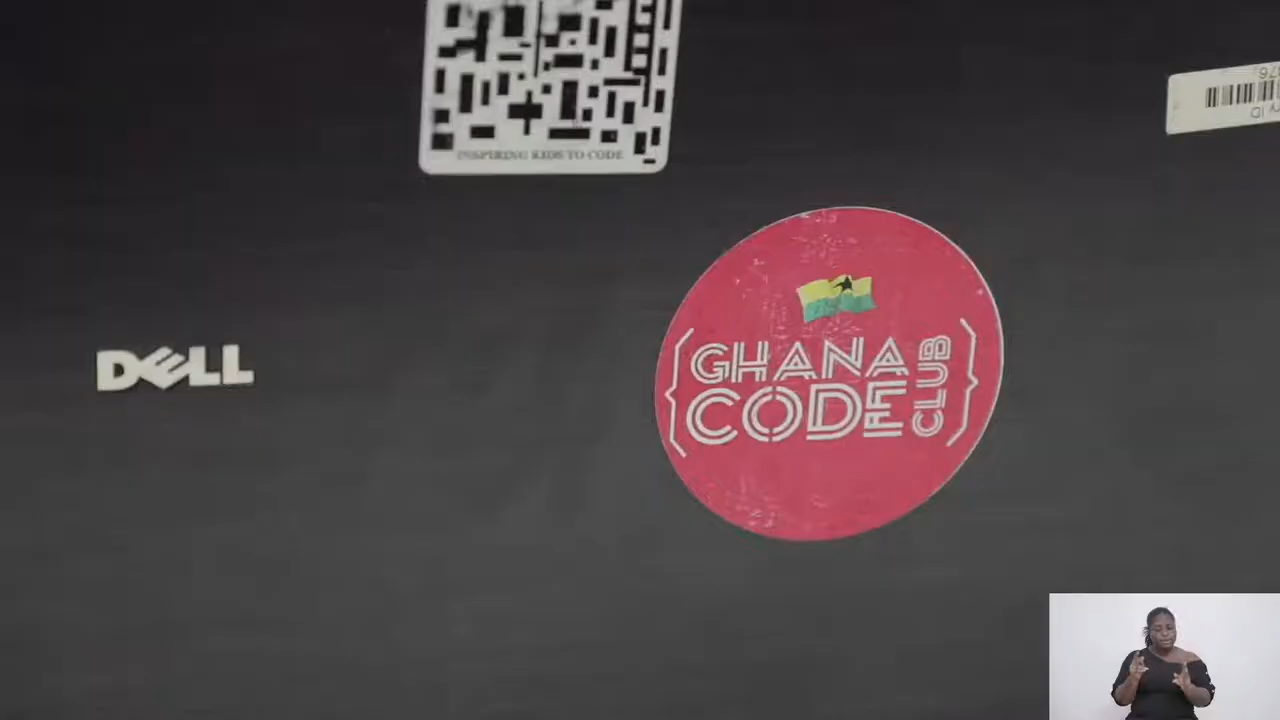 INSPIRING KIDS TO CODE
DELL
GHANA
CODE
CLUB